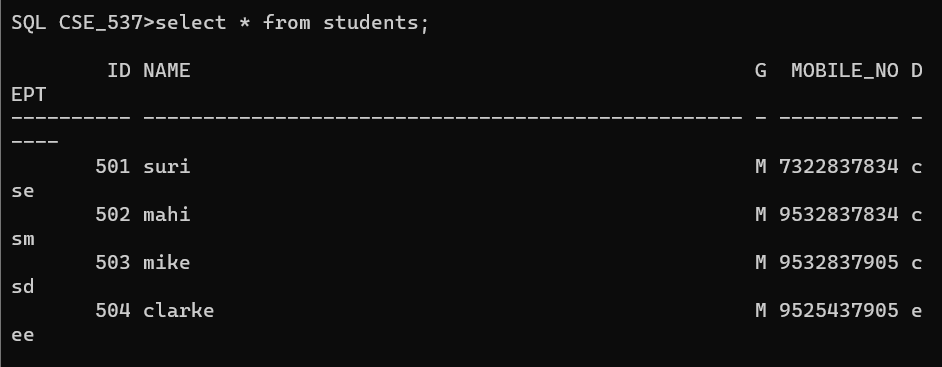 SQL CSE_537>select * from students;
ID NAME G MOBILE_NO D
EPT
---------- -------------------------------------------------- - ---------- -
----
501 suri M 7322837834 c
se
502 mahi M 9532837834 c
sm
503 mike M 9532837905 c
sd
504 clarke M 9525437905 e
ee